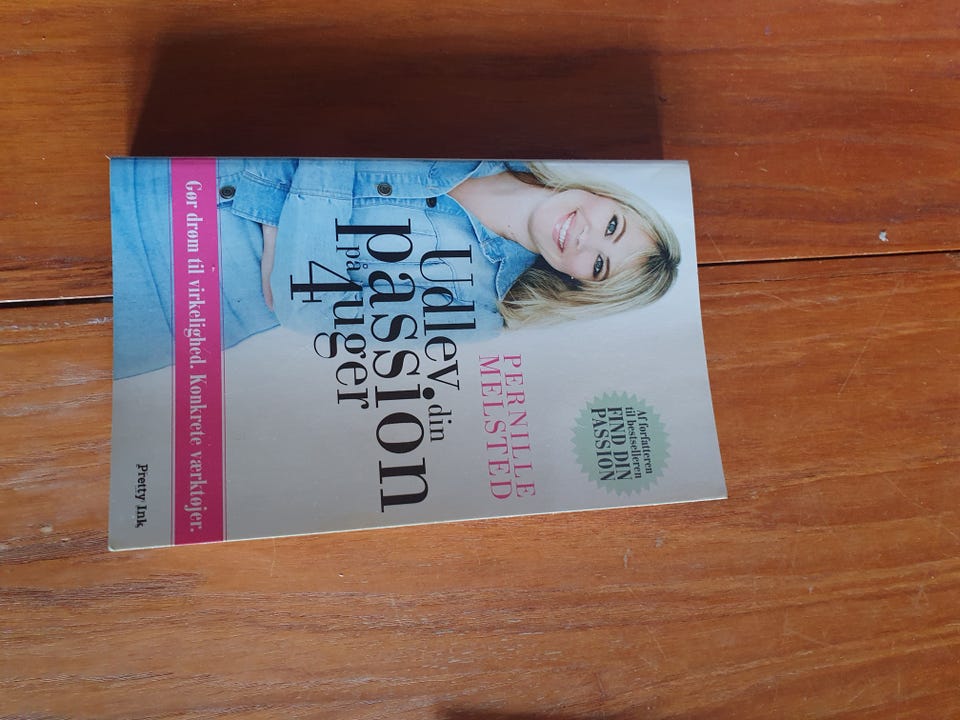 Af forfatteren
til bestselleren
FIND DIN
PASSION
PERNILLE
MELSTED
Udlev din
passion
på
4 uger
Gør drøm til virkelighed. Konkrete værktøjer.
Pretty Ink